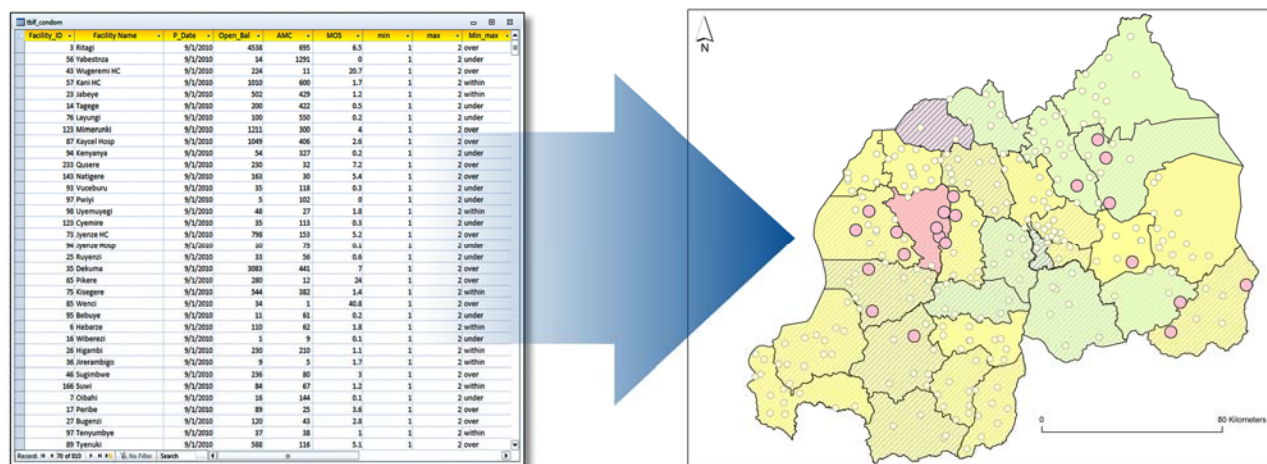 tblf_condom
Facility_ID Facility Name P_Date Open_Bal AMC MOS min max Min_max
3 Ritagi 9/1/2010 4538 695 6.5 1 2 over
56 Yabestnza 9/1/2010 14 1291 0 1 2 under
43 Wugeremi HC 9/1/2010 224 11 20.7 1 2 over
57 Kani HC 9/1/2010 1010 600 1.7 1 2 within
23 Jabeye 9/1/2010 502 429 1.2 1 2 within
14 Tagege 9/1/2010 200 422 0.5 1 2 under
76 Layungi 9/1/2010 100 550 0.2 1 2 under
123 Mimerunki 9/1/2010 1211 300 4 1 2 over
87 Kaycel Hosp 9/1/2010 1049 406 2.6 1 2 over
94 Kenyanya 9/1/2010 54 327 0.2 1 2 under
233 Qusere 9/1/2010 230 32 7.2 1 2 over
143 Natigere 9/1/2010 163 30 5.4 1 2 over
93 Vuceburu 9/1/2010 35 118 0.3 1 2 under
97 Pwiyi 9/1/2010 5 102 0 1 2 under
98 Uyemuyegi 9/1/2010 48 27 1.8 1 2 within
123 Cyemire 9/1/2010 35 113 0.3 1 2 under
73 Jyenze HC 9/1/2010 798 153 5.2 1 2 over
94 Jyenze Hosp 9/1/2010 10 75 0.1 1 2 under
25 Ruyenzi 9/1/2010 33 56 0.6 1 2 under
35 Dekuma 9/1/2010 3083 441 7 1 2 over
65 Pikere 9/1/2010 280 12 24 1 2 over
75 Kisegere 9/1/2010 544 382 1.4 1 2 within
85 Wenci 9/1/2010 34 1 40.8 1 2 over
95 Bebuye 9/1/2010 11 61 0.2 1 2 under
6 Hebarze 9/1/2010 110 62 1.8 1 2 within
16 Wiberezi 9/1/2010 1 9 0.1 1 2 under
26 Higambi 9/1/2010 230 210 1.1 1 2 within
36 Jirerambigo 9/1/2010 9 5 1.7 1 2 within
46 Sugimbwe 9/1/2010 236 80 3 1 2 over
166 Suwi 9/1/2010 84 67 1.2 1 2 within
7 Oibahi 9/1/2010 16 144 0.1 1 2 under
17 Peribe 9/1/2010 89 25 3.6 1 2 over
27 Bugenzi 9/1/2010 120 43 2.8 1 2 over
97 Tenyumbye 9/1/2010 37 38 1 1 2 within
89 Tyenuki 9/1/2010 588 116 5.1 1 2 over
Record: 70 of 310 No Filter Search
N
0 80 Kilometers